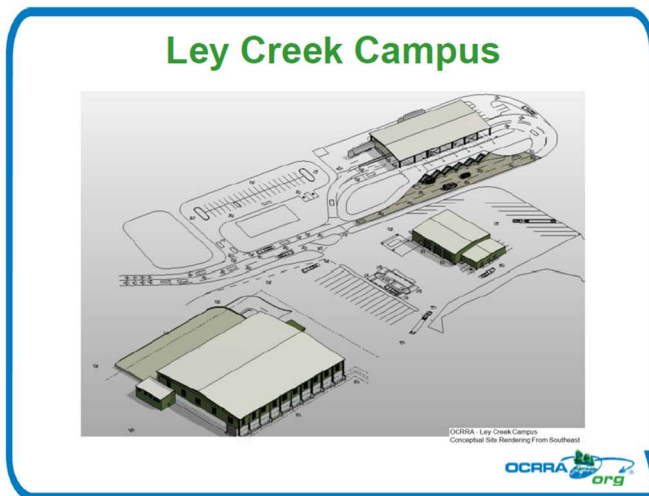 Ley Creek Campus
OCRRA - Ley Creek Campus
Conceptual Site Rendering From Southeast
OCRRA
org